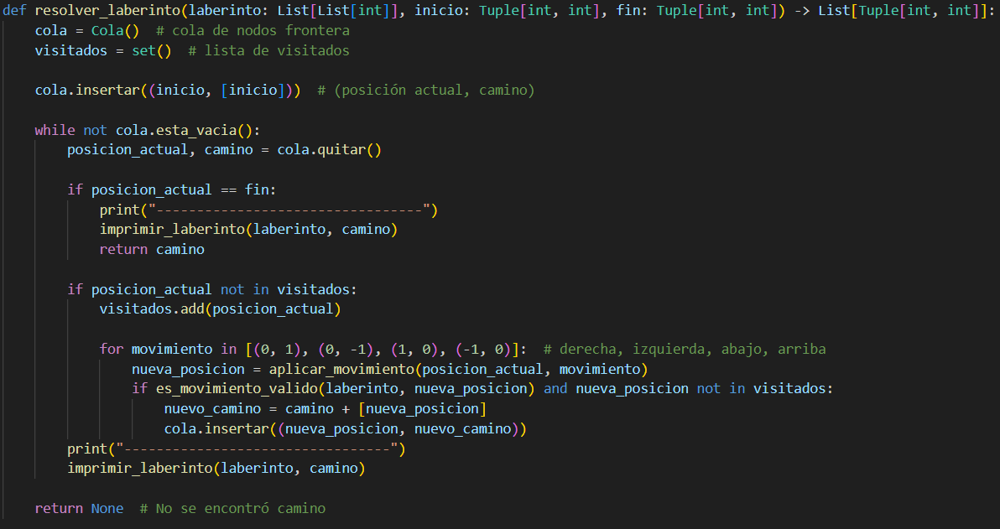 def resolver_laberinto(laberinto: List[List[int]], inicio: Tuple[int, int], fin: Tuple[int, int]) -> List[Tuple[int, int]]:
    cola = Cola()  # cola de nodos frontera
    visitados = set()  # lista de visitados

    cola.insertar((inicio, [inicio]))  # (posición actual, camino)

    while not cola.esta_vacia():
        posicion_actual, camino = cola.quitar()

        if posicion_actual == fin:
            print("---------------------------------")
            imprimir_laberinto(laberinto, camino)
            return camino

        if posicion_actual not in visitados:
            visitados.add(posicion_actual)

            for movimiento in [(0, 1), (0, -1), (1, 0), (-1, 0)]:  # derecha, izquierda, abajo, arriba
                nueva_posicion = aplicar_movimiento(posicion_actual, movimiento)
                if es_movimiento_valido(laberinto, nueva_posicion) and nueva_posicion not in visitados:
                    nuevo_camino = camino + [nueva_posicion]
                    cola.insertar((nueva_posicion, nuevo_camino))
        print("---------------------------------")
        imprimir_laberinto(laberinto, camino)

    return None  # No se encontró camino